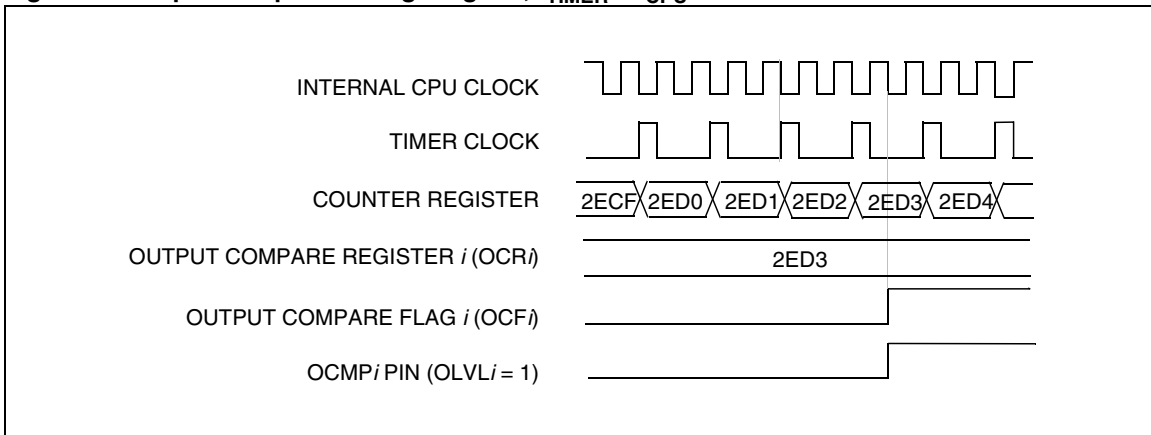 INTERNAL CPU CLOCK
TIMER CLOCK
COUNTER REGISTER 2ECF 2ED0 2ED1 2ED2 2ED3 2ED4
OUTPUT COMPARE REGISTER i (OCRi) 2ED3
OUTPUT COMPARE FLAG i (OCFi)
OCMPi PIN (OLVLi = 1)